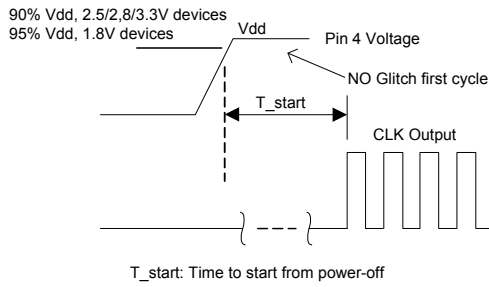 90% Vdd, 2.5/2,8/3.3V devices
95% Vdd, 1.8V devices
Vdd
Pin 4 Voltage
NO Glitch first cycle
T_start
CLK Output
T_start: Time to start from power-off